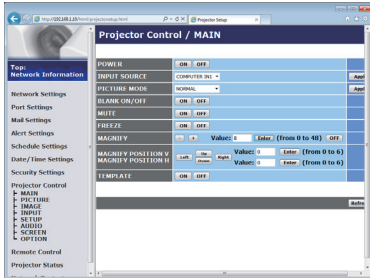 http://192.168.1.10/html/projectorsetup.html
Projector Setup
Projector Control / MAIN
Top:
Network Information
Network Settings
Port Settings
Mail Settings
Alert Settings
Schedule Settings
Date/Time Settings
Security Settings
Projector Control
MAIN
PICTURE
IMAGE
INPUT
SETUP
AUDIO
SCREEN
OPTION
Remote Control
Projector Status
POWER ON OFF
INPUT SOURCE COMPUTER IN1 Appl
PICTURE MODE NORMAL Appl
BLANK ON/OFF ON OFF
MUTE ON OFF
FREEZE ON OFF
MAGNIFY - + Value: 0 Enter (from 0 to 48) OFF
MAGNIFY POSITION V Up Value: 0 Enter (from 0 to 6)
MAGNIFY POSITION H Left Down Right Value: 0 Enter (from 0 to 6)
TEMPLATE ON OFF
Refre